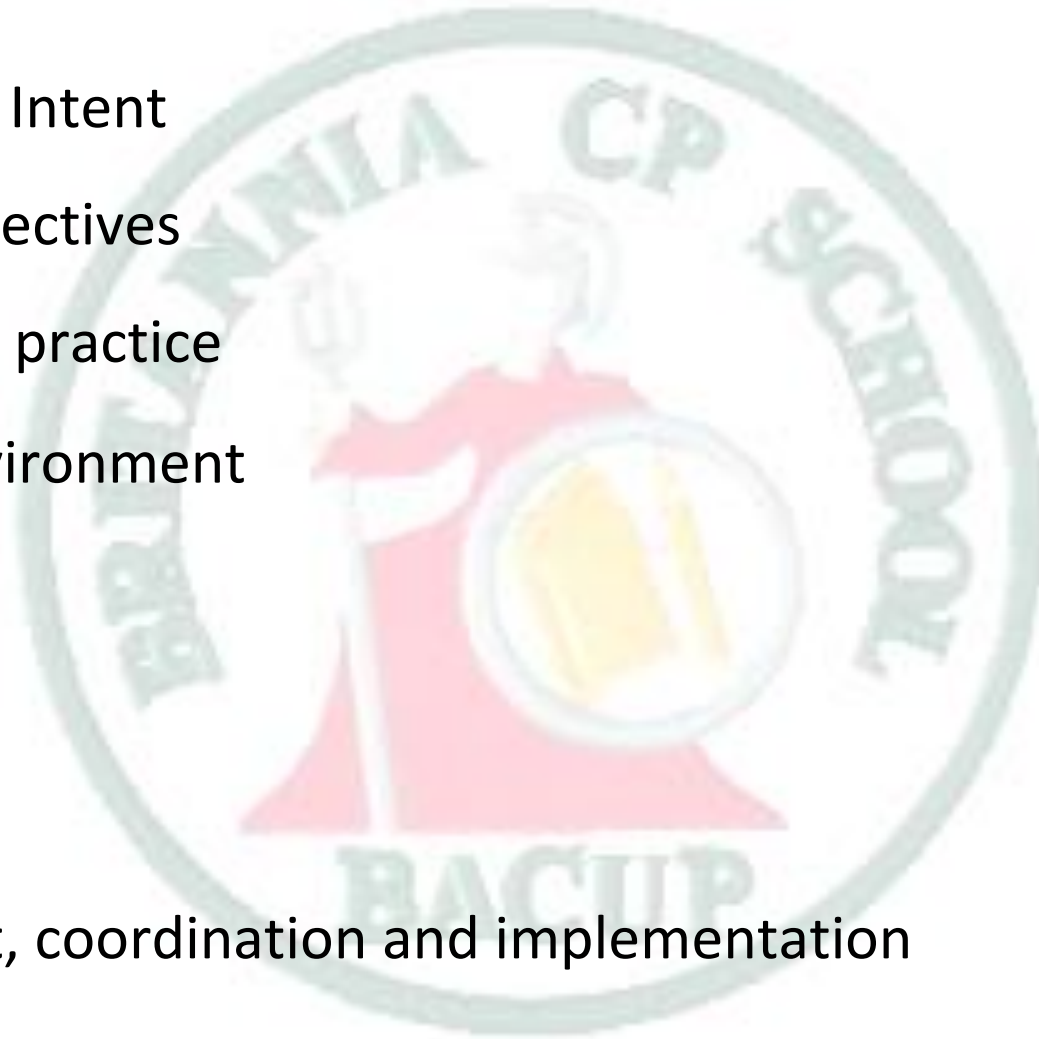 Intent
ectives
practice
vironment
t, coordination and implementation
BRITANNIA CP SCHOOL
BACUP